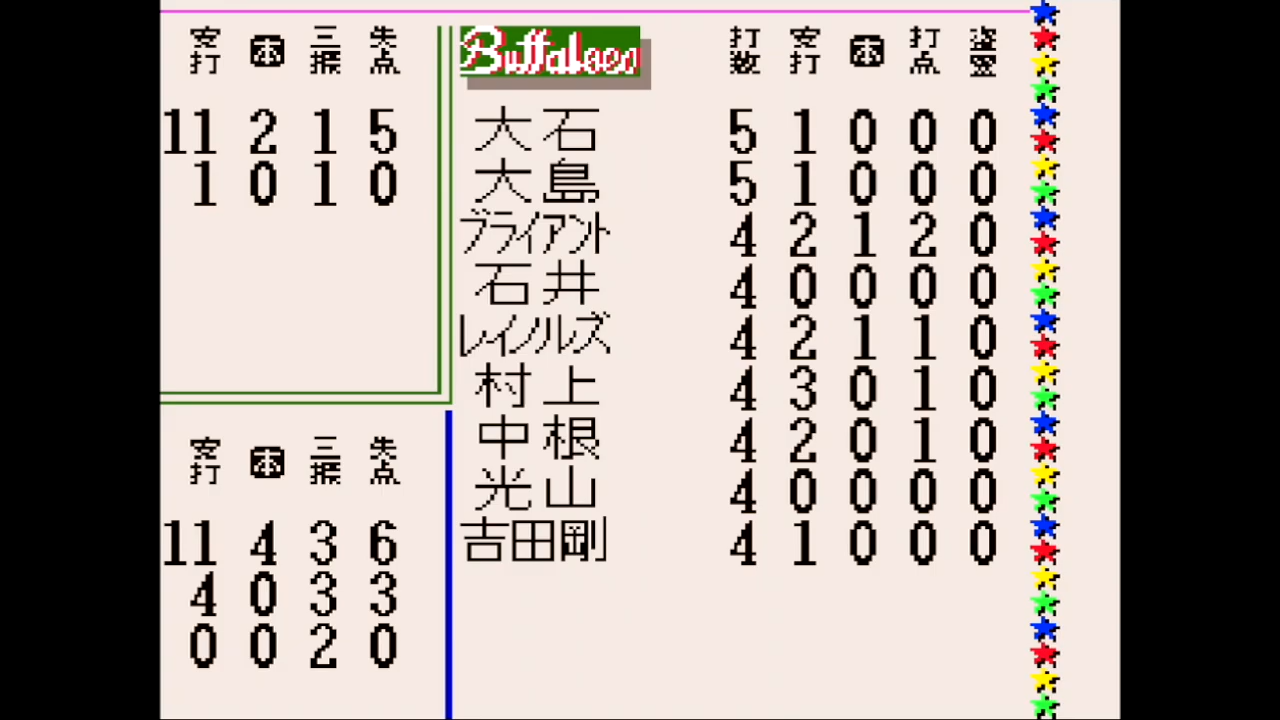 安打 本 三振 失点
11 2 1 5
1 0 1 0
安打 本 三振 失点
11 4 3 6
4 0 3 3
0 0 2 0
Buffaloes 打数 安打 本 打点 盗塁
大石 5 1 0 0 0
大島 5 1 0 0 0
ブライアント 4 2 1 2 0
石井 4 0 0 0 0
レイノルズ 4 2 1 1 0
村上 4 3 0 1 0
中根 4 2 0 1 0
光山 4 0 0 0 0
吉田剛 4 1 0 0 0